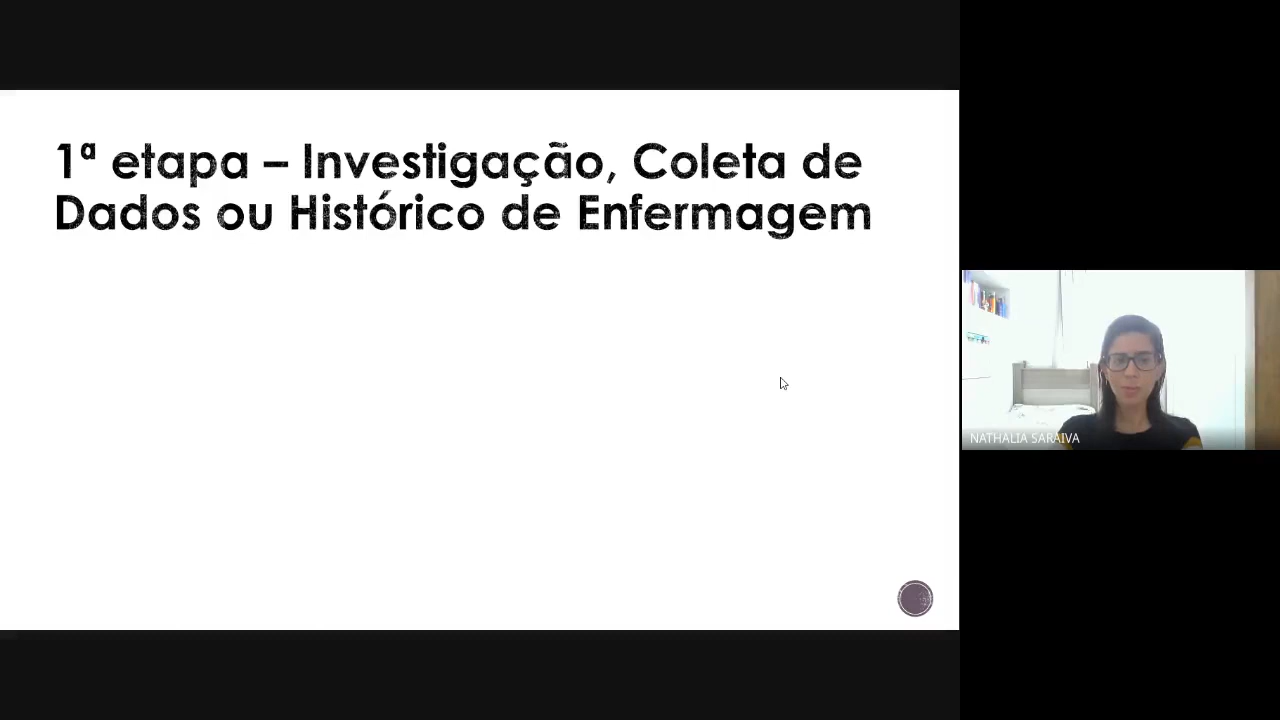 1ª etapa – Investigação, Coleta de
Dados ou Histórico de Enfermagem
NATHALIA SARAIVA